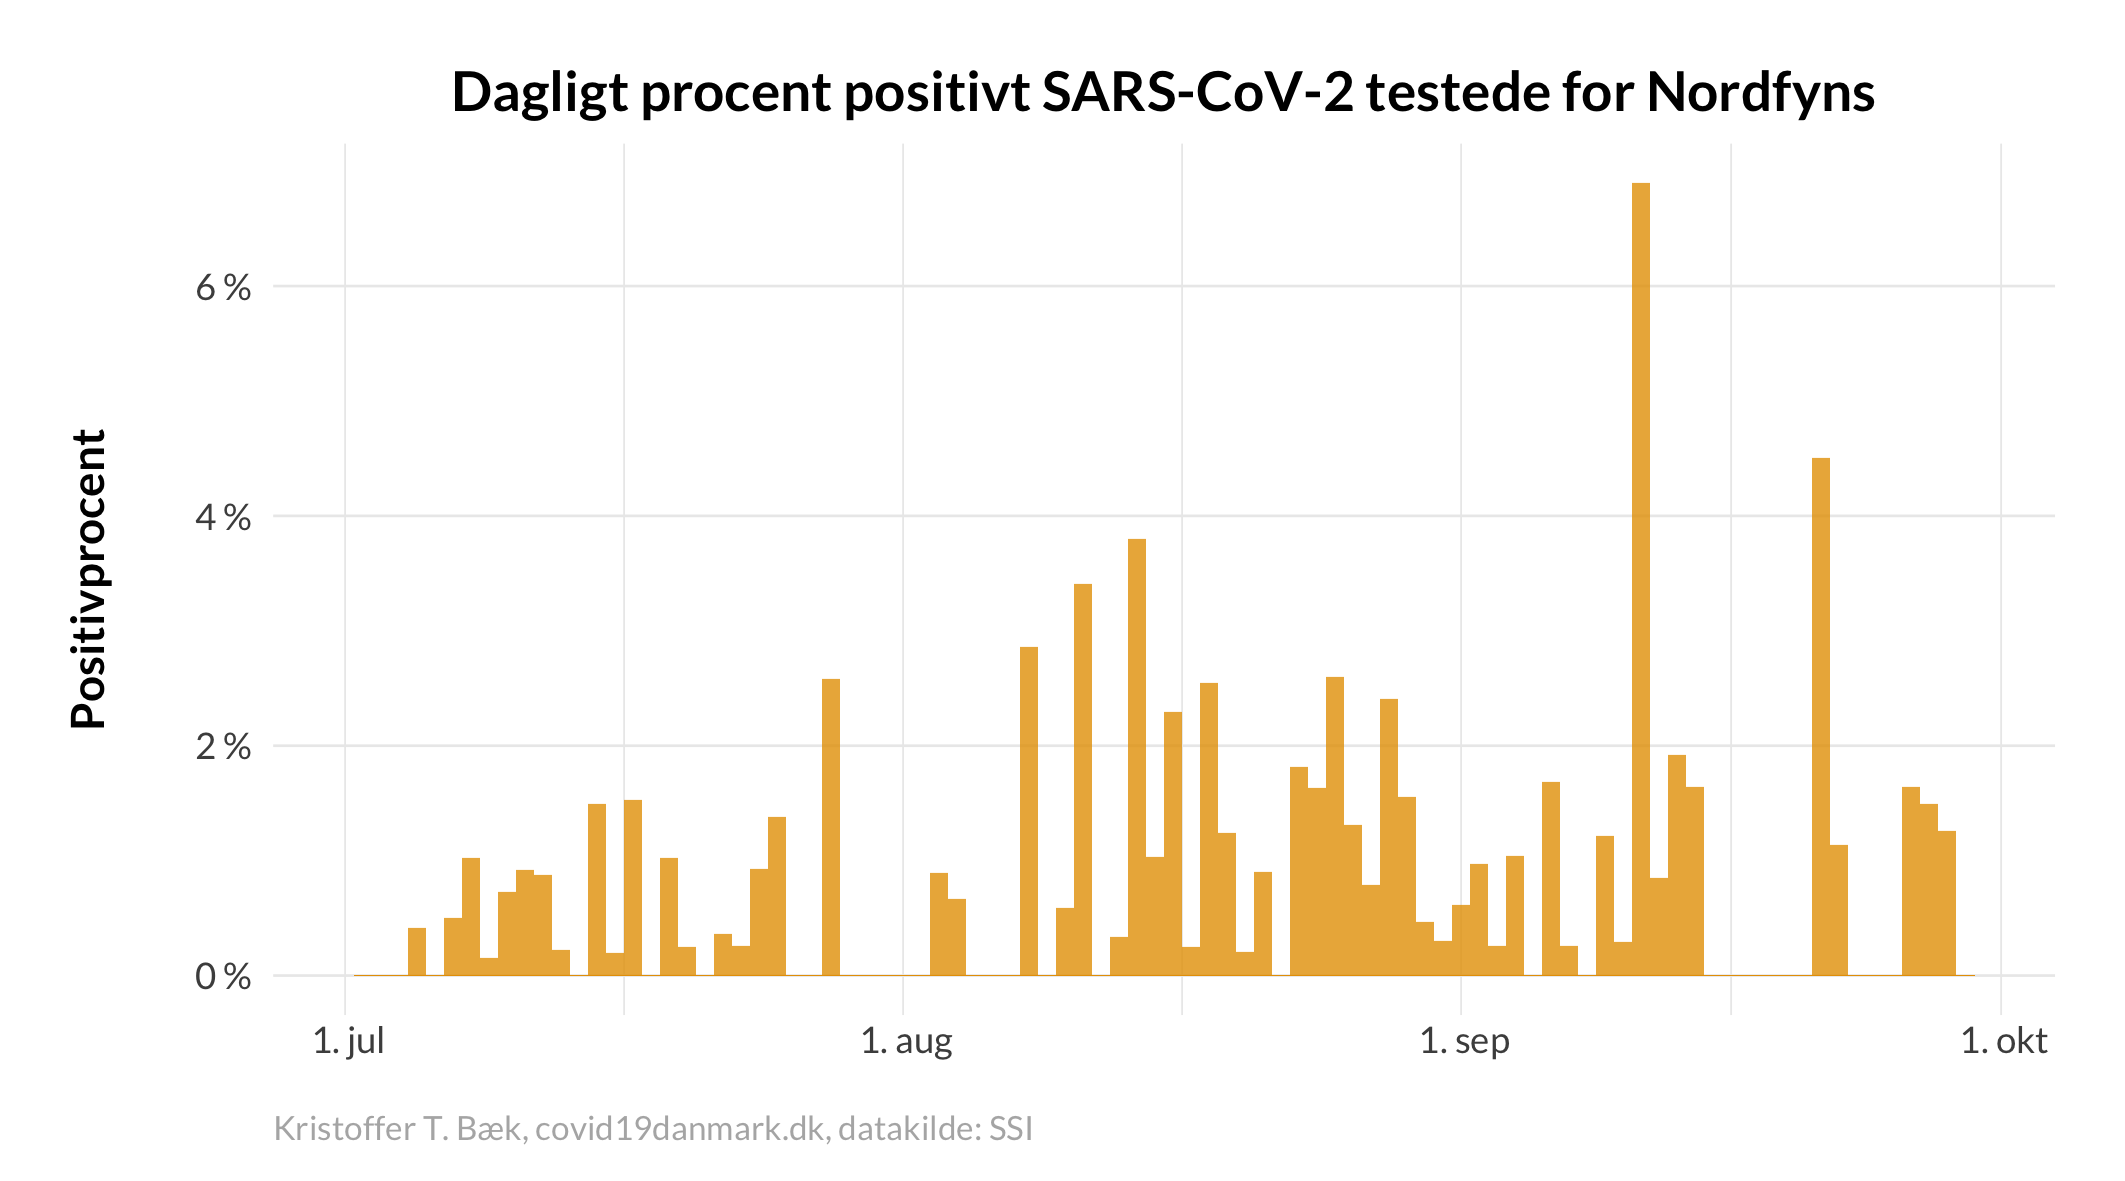 Dagligt procent positivt SARS-CoV-2 testede for Nordfyns
Positivprocent
6 %
4 %
2 %
0 %
1. jul
1. aug
1. sep
1. okt
Kristoffer T. Bæk, covid19danmark.dk, datakilde: SSI